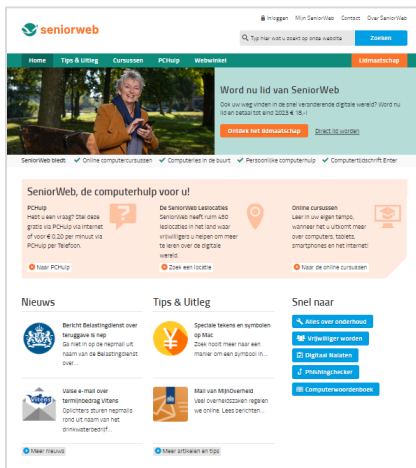 Inloggen Mijn SeniorWeb Contact Over SeniorWeb
seniorweb
Typ hier wat u zoekt op onze website
Zoeken
Home Tips & Uitleg Cursussen PCHulp Webwinkel Lidmaatschap
Word nu lid van SeniorWeb
Ook uw weg vinden in de snel veranderende digitale wereld? Word nu
lid en betaal tot eind 2023 € 18,-!
Ontdek het lidmaatschap Direct lid worden
SeniorWeb biedt: Online computercursussen Computerles in de buurt Persoonlijke computerhulp Computertijdschrift Enter
SeniorWeb, de computerhulp voor u!
PCHulp
Hebt u een vraag? Stel deze
gratis via PCHulp via internet
of voor € 0,20 per minuut via
PCHulp per Telefoon.
Naar PCHulp
De SeniorWeb Leslocaties
SeniorWeb heeft ruim 480
leslocaties in het land waar
vrijwilligers u helpen om meer
te leren over de digitale
wereld.
Zoek een locatie
Online cursussen
Leer in uw eigen tempo,
wanneer het u uitkomt meer
over computers, tablets,
smartphones en het internet!
Naar de online cursussen
Nieuws
Bericht Belastingdienst over
teruggave is nep
Ga niet in op de nepmail uit
naam van de Belastingdienst
over...
Vitens
Valse e-mail over
termijnbedrag Vitens
Oplichters sturen nepmails
rond uit naam van het
drinkwaterbedrijf...
Meer nieuws
Tips & Uitleg
Speciale tekens en symbolen
op Mac
Zoek nooit meer naar een
manier om een symbool in...
Mail van MijnOverheid
Veel overheidszaken regelen
we online. Lees berichten...
Meer artikelen en tips
Snel naar
Alles over onderhoud
Vrijwilliger worden
Digitaal Nalaten
Phishingchecker
Computerwoordenboek